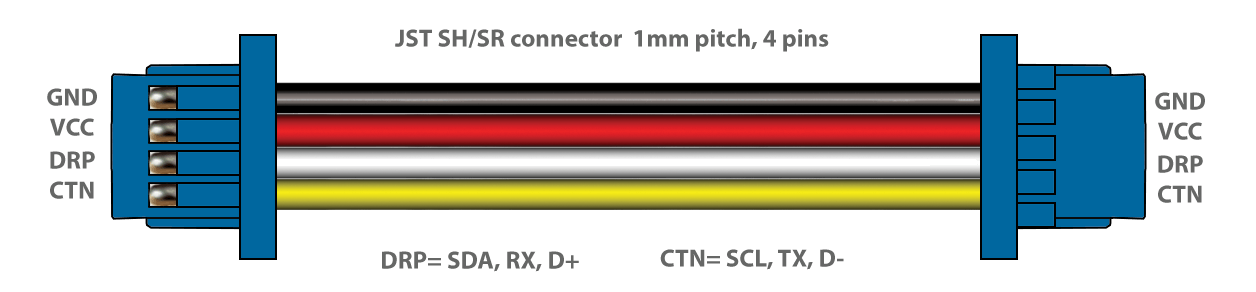 JST SH/SR connector 1mm pitch, 4 pins
GND GND
VCC VCC
DRP DRP
CTN CTN
DRP= SDA, RX, D+ CTN= SCL, TX, D-